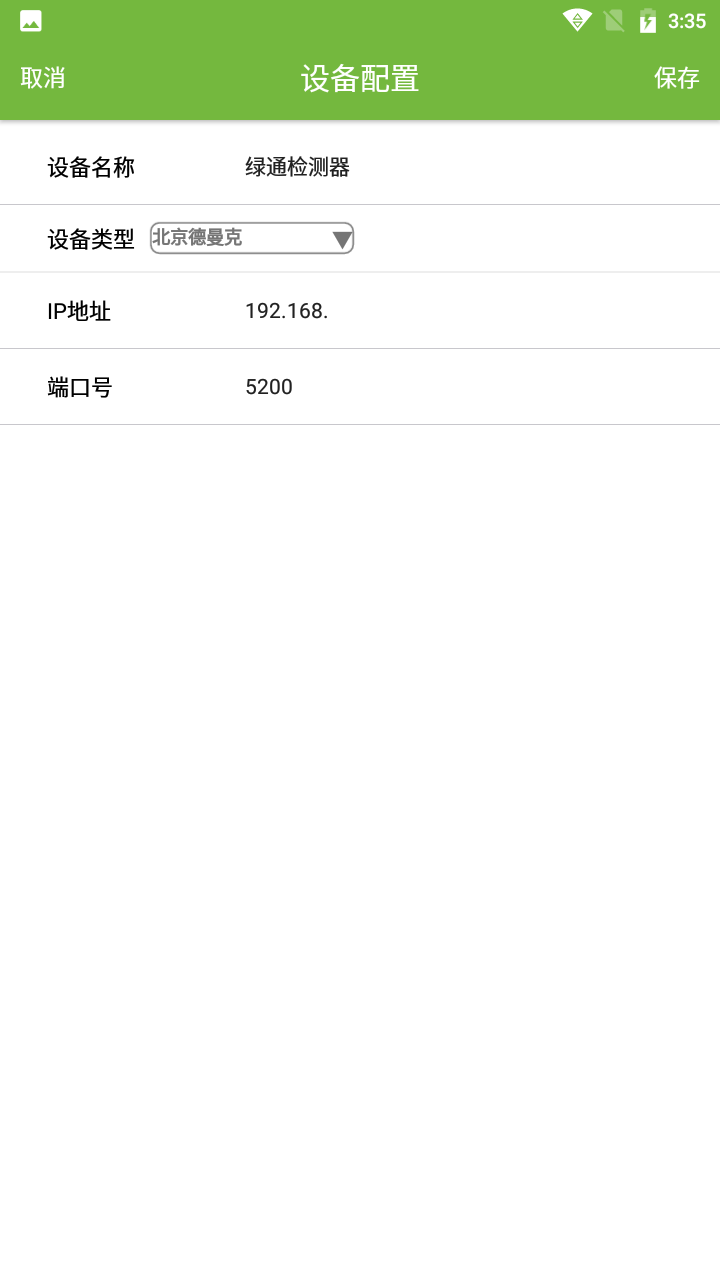 3:35
取消 设备配置 保存
设备名称 绿通检测器
设备类型 北京德曼克
IP地址 192.168.
端口号 5200